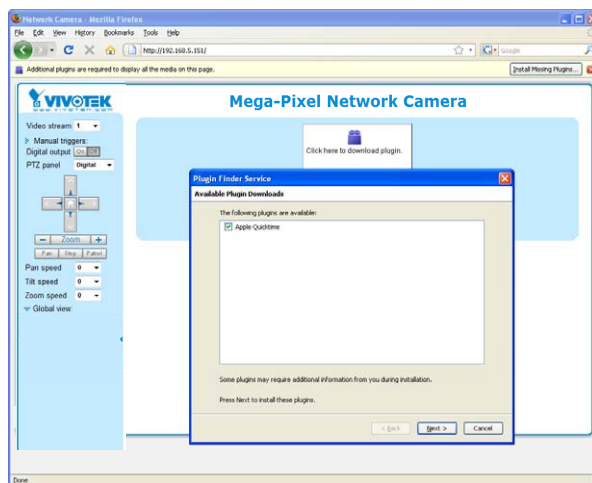 Network Camera - Mozilla Firefox
File Edit View History Bookmarks Tools Help
http://192.168.5.151/
Google
Additional plugins are required to display all the media on this page.
Install Missing Plugins...
VIVOTEK
www.vivotek.com
Mega-Pixel Network Camera
Video stream 1
Manual triggers:
Digital output On Off
PTZ panel Digital
Click here to download plugin.
Zoom
Pan Stop Patrol
Pan speed 0
Tilt speed 0
Zoom speed 0
Global view:
Plugin Finder Service
Available Plugin Downloads
The following plugins are available:
Apple Quicktime
Some plugins may require additional information from you during installation.
Press Next to install these plugins.
< Back Next > Cancel
Done